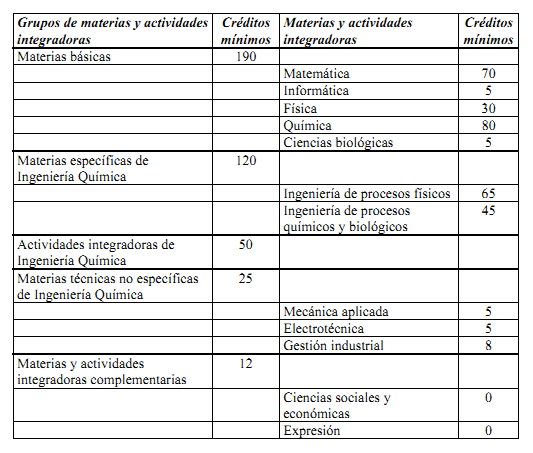 Grupos de materias y actividades Créditos Materias y actividades Créditos
integradoras mínimos integradoras mínimos
Materias básicas 190
Matemática 70
Informática 5
Física 30
Química 80
Ciencias biológicas 5
Materias específicas de 120
Ingeniería Química
Ingeniería de procesos físicos 65
Ingeniería de procesos 45
químicos y biológicos
Actividades integradoras de 50
Ingeniería Química
Materias técnicas no específicas 25
de Ingeniería Química
Mecánica aplicada 5
Electrotécnica 5
Gestión industrial 8
Materias y actividades 12
integradoras complementarias
Ciencias sociales y 0
económicas
Expresión 0